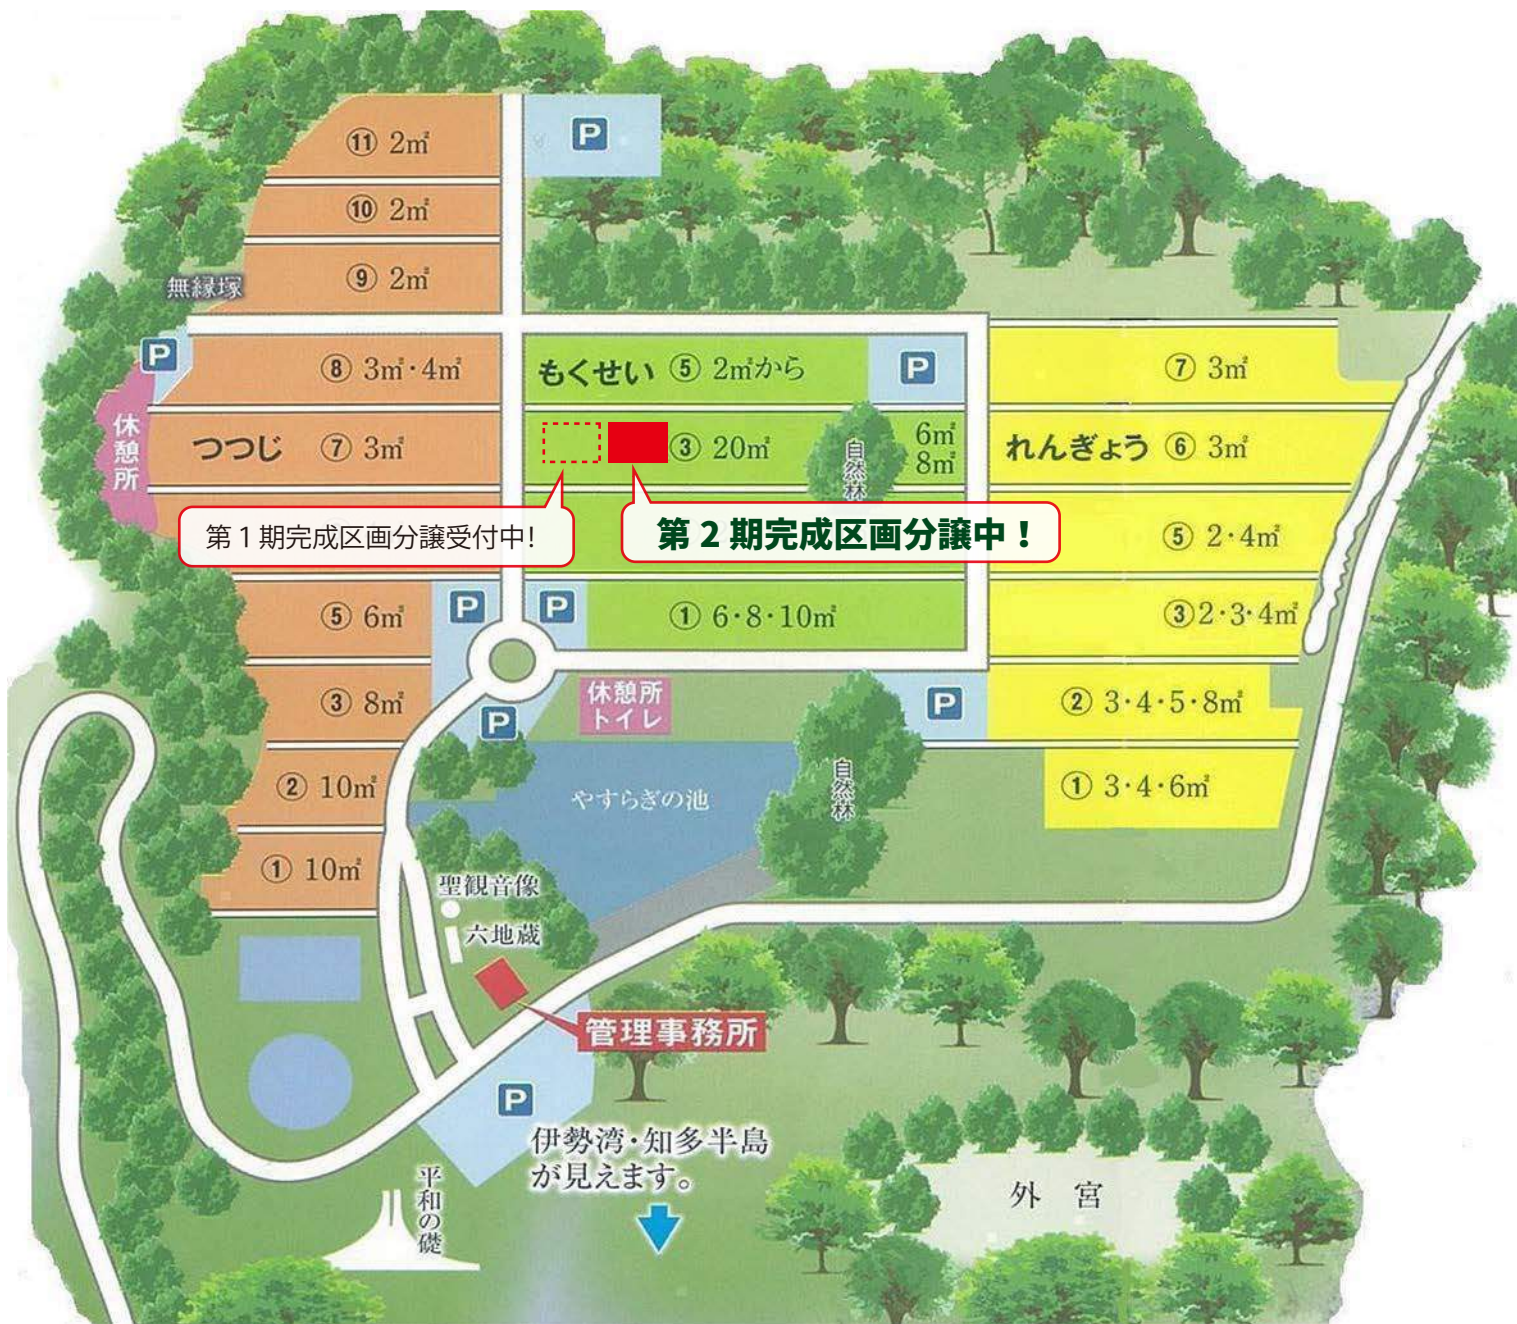 ⑪ 2㎡
P
⑩ 2㎡
⑨ 2㎡
無縁塚
P
⑧ 3㎡・4㎡
もくせい ⑤ 2㎡から
P
⑦ 3㎡
休憩所
つつじ ⑦ 3㎡
③ 20㎡
自然林
6㎡
8㎡
れんぎょう ⑥ 3㎡
第1期完成区画分譲受付中!
第2期完成区画分譲中!
⑤ 2・4㎡
⑤ 6㎡
P
P
① 6・8・10㎡
③2・3・4㎡
③ 8㎡
P
休憩所
トイレ
P
② 3・4・5・8㎡
② 10㎡
やすらぎの池
自然林
① 3・4・6㎡
① 10㎡
聖観音像
六地蔵
管理事務所
P
伊勢湾・知多半島
が見えます。
平和の礎
外宮